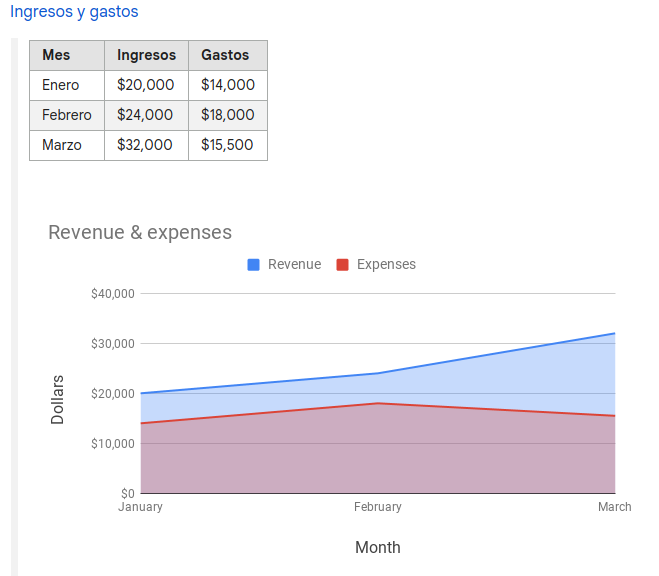 Ingresos y gastos
Mes Ingresos Gastos
Enero $20,000 $14,000
Febrero $24,000 $18,000
Marzo $32,000 $15,500
Revenue & expenses
Revenue Expenses
$40,000
$30,000
$20,000
$10,000
$0
Dollars
January February March
Month